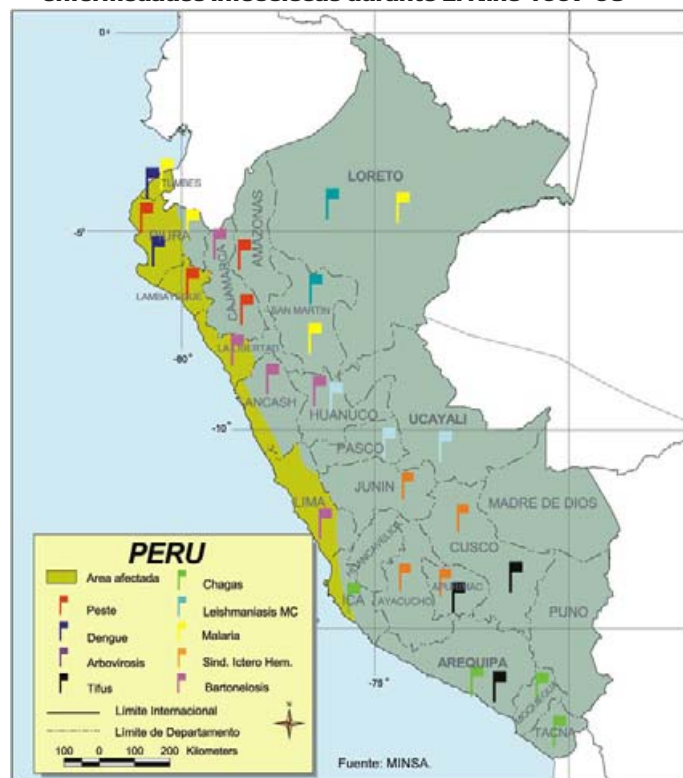 0°
TUMBES
LORETO
-5°
PIURA
AMAZONAS
CAJAMARCA
LAMBAYEQUE
SAN MARTIN
LA LIBERTAD
-80°
ANCASH
HUANUCO
UCAYALI
-10°
PASCO
JUNIN
LIMA
MADRE DE DIOS
HUANCAVELICA
CUSCO
ICA
AYACUCHO
APURIMAC
PUNO
AREQUIPA
-75°
MOQUEGUA
TACNA
PERU
Area afectada
Chagas
Peste
Leishmaniasis MC
Dengue
Malaria
Arbovirosis
Sind. Ictero Hem.
Tifus
Bartonelosis
Límite Internacional
Límite de Departamento
N
100 0 100 200 Kilometers
Fuente: MINSA.